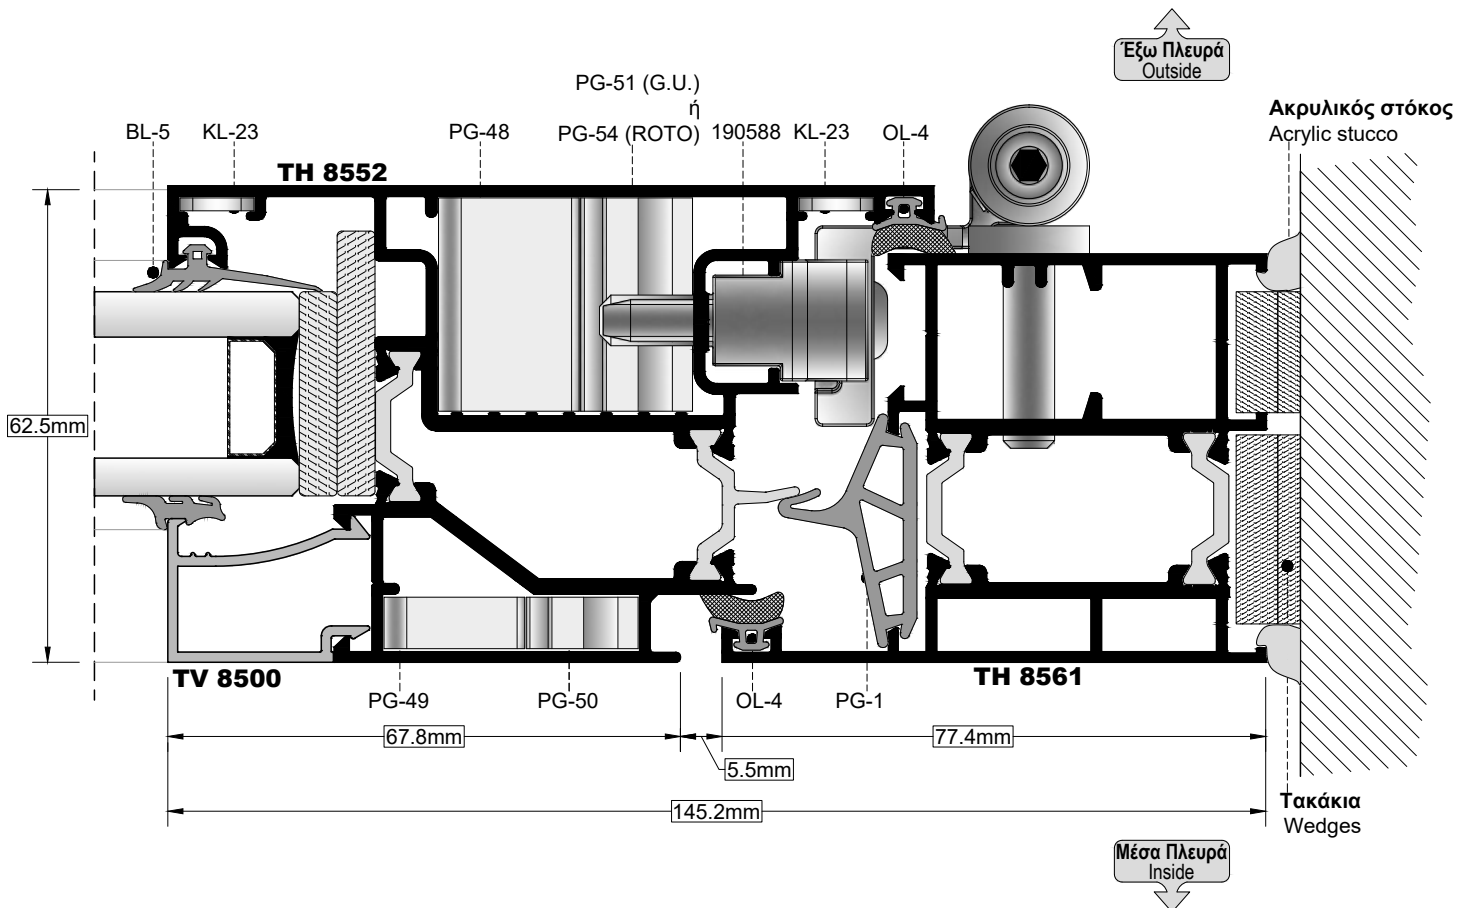 Έξω Πλευρά
Outside
PG-51 (G.U.)
ή
BL-5 KL-23 PG-48 PG-54 (ROTO) 190588 KL-23 OL-4
Ακρυλικός στόκος
Acrylic stucco
TH 8552
62.5mm
TV 8500
TH 8561
PG-49 PG-50 OL-4 PG-1
67.8mm 77.4mm
5.5mm
145.2mm
Τακάκια
Wedges
Μέσα Πλευρά
Inside